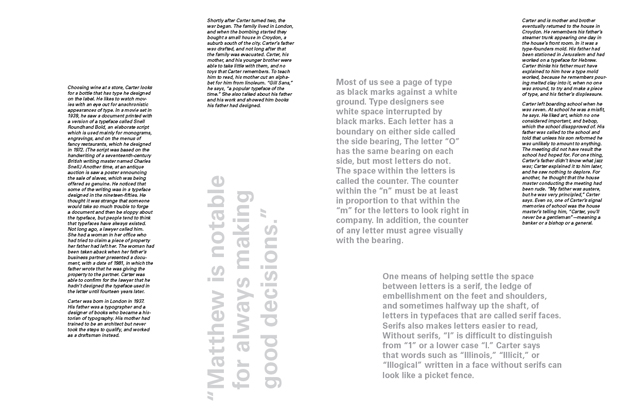 Choosing wine at a store, Carter looks
for a bottle that has type he designed
on the label. He likes to watch mov-
ies with an eye out for anachronistic
appearances of type. In a movie set in
1939, he saw a document printed with
a version of a typeface called Snell
Roundhand Bold, an elaborate script
which is used mainly for monograms,
engravings, and on the menus of
fancy restaurants, which he designed
in 1972. (The script was based on the
handwriting of a seventeenth-century
British writing master named Charles
Snell.) Another time, at an antique
auction is saw a poster announcing
the sale of slaves, which was being
offered as genuine. He noticed that
some of the writing was in a typeface
designed in the nineteen-fifties. He
thought it was strange that someone
would take so much trouble to forge
a document and then be sloppy about
the typeface, but people tend to think
that typefaces have always existed.
Not long ago, a lawyer called him.
She had a woman in her office who
had tried to claim a piece of property
her father had left her. The woman had
been taken aback when her father's
business partner presented a docu-
ment, with a date of 1981, in which the
father wrote that he was giving the
property to the partner. Carter was
able to confirm for the lawyer that he
hadn't designed the typeface used in
the letter until fourteen years later.
Carter was born in London in 1937.
His father was a typographer and a
designer of books who became a his-
torian of typography. His mother had
trained to be an architect but never
took the steps to qualify, and worked
as a draftsman instead.
Shortly after Carter turned two, the
war began. The family lived in London,
and when the bombing started they
bought a small house in Croydon, a
suburb south of the city. Carter's father
was drafted, and not long after that
the family was evacuated. Carter, his
mother, and his younger brother were
able to take little with them, and no
toys that Carter remembers. To teach
him to read, his mother cut an alpha-
bet for him from linoleum. "Gill Sans,"
he says, "a popular typeface of the
time." She also talked about his father
and his work and showed him books
his father had designed.
"Matthew is notable
for always making
good decisions."
Most of us see a page of type
as black marks against a white
ground. Type designers see
white space interrupted by
black marks. Each letter has a
boundary on either side called
the side bearing, The letter "O"
has the same bearing on each
side, but most letters do not.
The space within the letters is
called the counter. The counter
within the "n" must be at least
in proportion to that within the
"m" for the letters to look right in
company. In addition, the counter
of any letter must agree visually
with the bearing.
One means of helping settle the space
between letters is a serif, the ledge of
embellishment on the feet and shoulders,
and sometimes halfway up the shaft, of
letters in typefaces that are called serif faces.
Serifs also makes letters easier to read,
Without serifs, "I" is difficult to distinguish
from "1" or a lower case "l." Carter says
that words such as "Illinois," "Illicit," or
"Illogical" written in a face without serifs can
look like a picket fence.
Carter and is mother and brother
eventually returned to the house in
Croydon. He remembers his father's
steamer trunk appearing one day in
the house's front room. In it was a
type-founders mold. His father had
been stationed in Jerusalem and had
worked on a typeface for Hebrew.
Carter thinks his father must have
explained to him how a type mold
worked, because he remembers pour-
ing melted clay into it, when no one
was around, to try and make a piece
of type, and his father's displeasure.
Carter left boarding school when he
was seven. At school he was a misfit,
he says. He liked art, which no one
considered important, and bebop,
which the school disapproved of. His
father was called to the school and
told that unless his son reformed he
was unlikely to amount to anything.
The meeting did not have result the
school had hoped for. For one thing,
Carter's father didn't know what jazz
was; Carter explained it to him later,
and he saw nothing to deplore. For
another, he thought that the house
master conducting the meeting had
been rude. "My father was austere,
but he was very principled," Carter
says. Even so, one of Carter's signal
memories of school was the house
master's telling him, "Carter, you'll
never be a gentleman" –meaning a
banker or a bishop or a general.